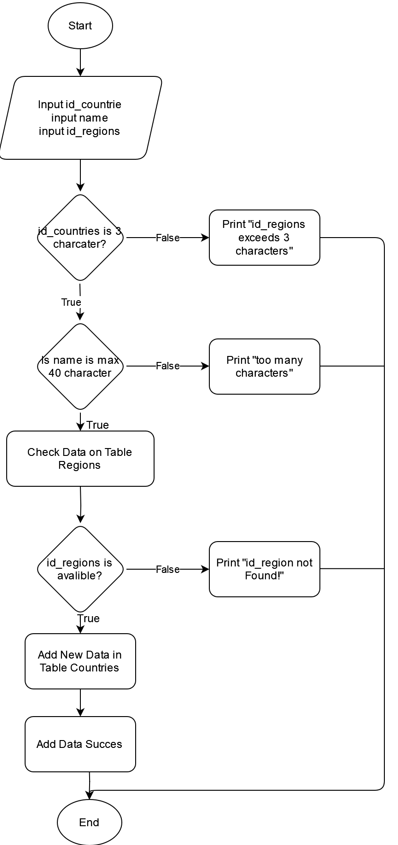 Start
Input id_countrie
input name
input id_regions
id_countries is 3
charcater?
False
Print "id_regions
exceeds 3
characters"
True
Is name is max
40 character
False
Print "too many
characters"
True
Check Data on Table
Regions
id_regions is
avalible?
False
Print "id_region not
Found!"
True
Add New Data in
Table Countries
Add Data Succes
End